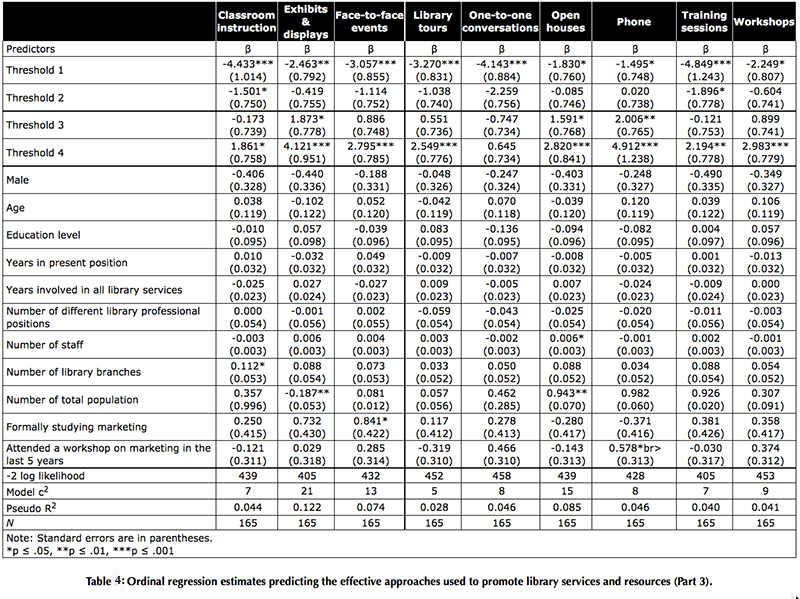 Classroom instruction Exhibits & displays Face-to-face events Library tours One-to-one conversations Open houses Phone Training sessions Workshops
Predictors β β β β β β β β β
Threshold 1 -4.433*** (1.014) -2.463** (0.792) -3.057*** (0.855) -3.270*** (0.831) -4.143*** (0.884) -1.830* (0.760) -1.495* (0.748) -4.849*** (1.243) -2.249* (0.807)
Threshold 2 -1.501* (0.750) -0.419 (0.755) -1.114 (0.752) -1.038 (0.740) -2.259 (0.756) -0.085 (0.746) 0.020 (0.738) -1.896* (0.778) -0.604 (0.741)
Threshold 3 -0.173 (0.739) 1.873* (0.778) 0.886 (0.748) 0.551 (0.736) -0.747 (0.734) 1.591* (0.768) 2.006** (0.765) -0.121 (0.753) 0.899 (0.741)
Threshold 4 1.861* (0.758) 4.121*** (0.951) 2.795*** (0.785) 2.549*** (0.776) 0.645 (0.734) 2.820*** (0.841) 4.912*** (1.238) 2.194** (0.778) 2.983*** (0.779)
Male -0.406 (0.328) -0.440 (0.336) -0.188 (0.331) -0.048 (0.326) -0.247 (0.324) -0.403 (0.331) -0.248 (0.327) -0.490 (0.335) -0.349 (0.327)
Age 0.038 (0.119) -0.102 (0.122) 0.052 (0.120) -0.042 (0.119) 0.070 (0.118) -0.039 (0.120) 0.120 (0.119) 0.039 (0.122) 0.106 (0.119)
Education level -0.010 (0.095) 0.057 (0.098) -0.039 (0.096) 0.083 (0.095) -0.136 (0.095) -0.094 (0.096) -0.082 (0.095) 0.004 (0.097) 0.057 (0.096)
Years in present position 0.010 (0.032) -0.032 (0.032) 0.049 (0.032) -0.009 (0.032) -0.007 (0.032) -0.008 (0.032) -0.005 (0.032) 0.001 (0.032) -0.013 (0.032)
Years involved in all library services -0.025 (0.023) 0.027 (0.024) -0.027 (0.023) 0.009 (0.023) -0.005 (0.023) 0.007 (0.023) -0.024 (0.023) -0.009 (0.024) 0.000 (0.023)
Number of different library professional positions 0.000 (0.054) -0.001 (0.056) 0.002 (0.055) -0.059 (0.054) -0.043 (0.054) -0.025 (0.054) -0.020 (0.054) -0.011 (0.056) -0.003 (0.054)
Number of staff -0.003 (0.003) 0.006 (0.003) 0.004 (0.003) 0.003 (0.003) -0.002 (0.003) 0.006* (0.003) -0.001 (0.003) 0.002 (0.003) -0.001 (0.003)
Number of library branches 0.112* (0.053) 0.088 (0.054) 0.073 (0.053) 0.033 (0.052) 0.050 (0.052) 0.088 (0.052) 0.034 (0.052) 0.088 (0.054) 0.054 (0.052)
Number of total population 0.357 (0.996) -0.187** (0.053) 0.081 (0.012) 0.057 (0.056) 0.462 (0.285) 0.943** (0.070) 0.982 (0.060) 0.926 (0.020) 0.307 (0.091)
Formally studying marketing 0.250 (0.415) 0.732 (0.430) 0.841* (0.422) 0.117 (0.412) 0.278 (0.413) -0.280 (0.417) -0.371 (0.416) 0.381 (0.426) 0.358 (0.417)
Attended a workshop on marketing in the last 5 years -0.121 (0.311) 0.029 (0.318) 0.285 (0.314) -0.319 (0.310) 0.466 (0.310) -0.143 (0.313) 0.578*br> (0.313) -0.030 (0.317) 0.374 (0.312)
-2 log likelihood 439 405 432 452 458 439 428 405 453
Model c2 7 21 13 5 8 15 8 7 9
Pseudo R2 0.044 0.122 0.074 0.028 0.046 0.085 0.046 0.040 0.041
N 165 165 165 165 165 165 165 165 165
Note: Standard errors are in parentheses.
*p ≤ .05, **p ≤ .01, ***p ≤ .001
Table 4: Ordinal regression estimates predicting the effective approaches used to promote library services and resources (Part 3).